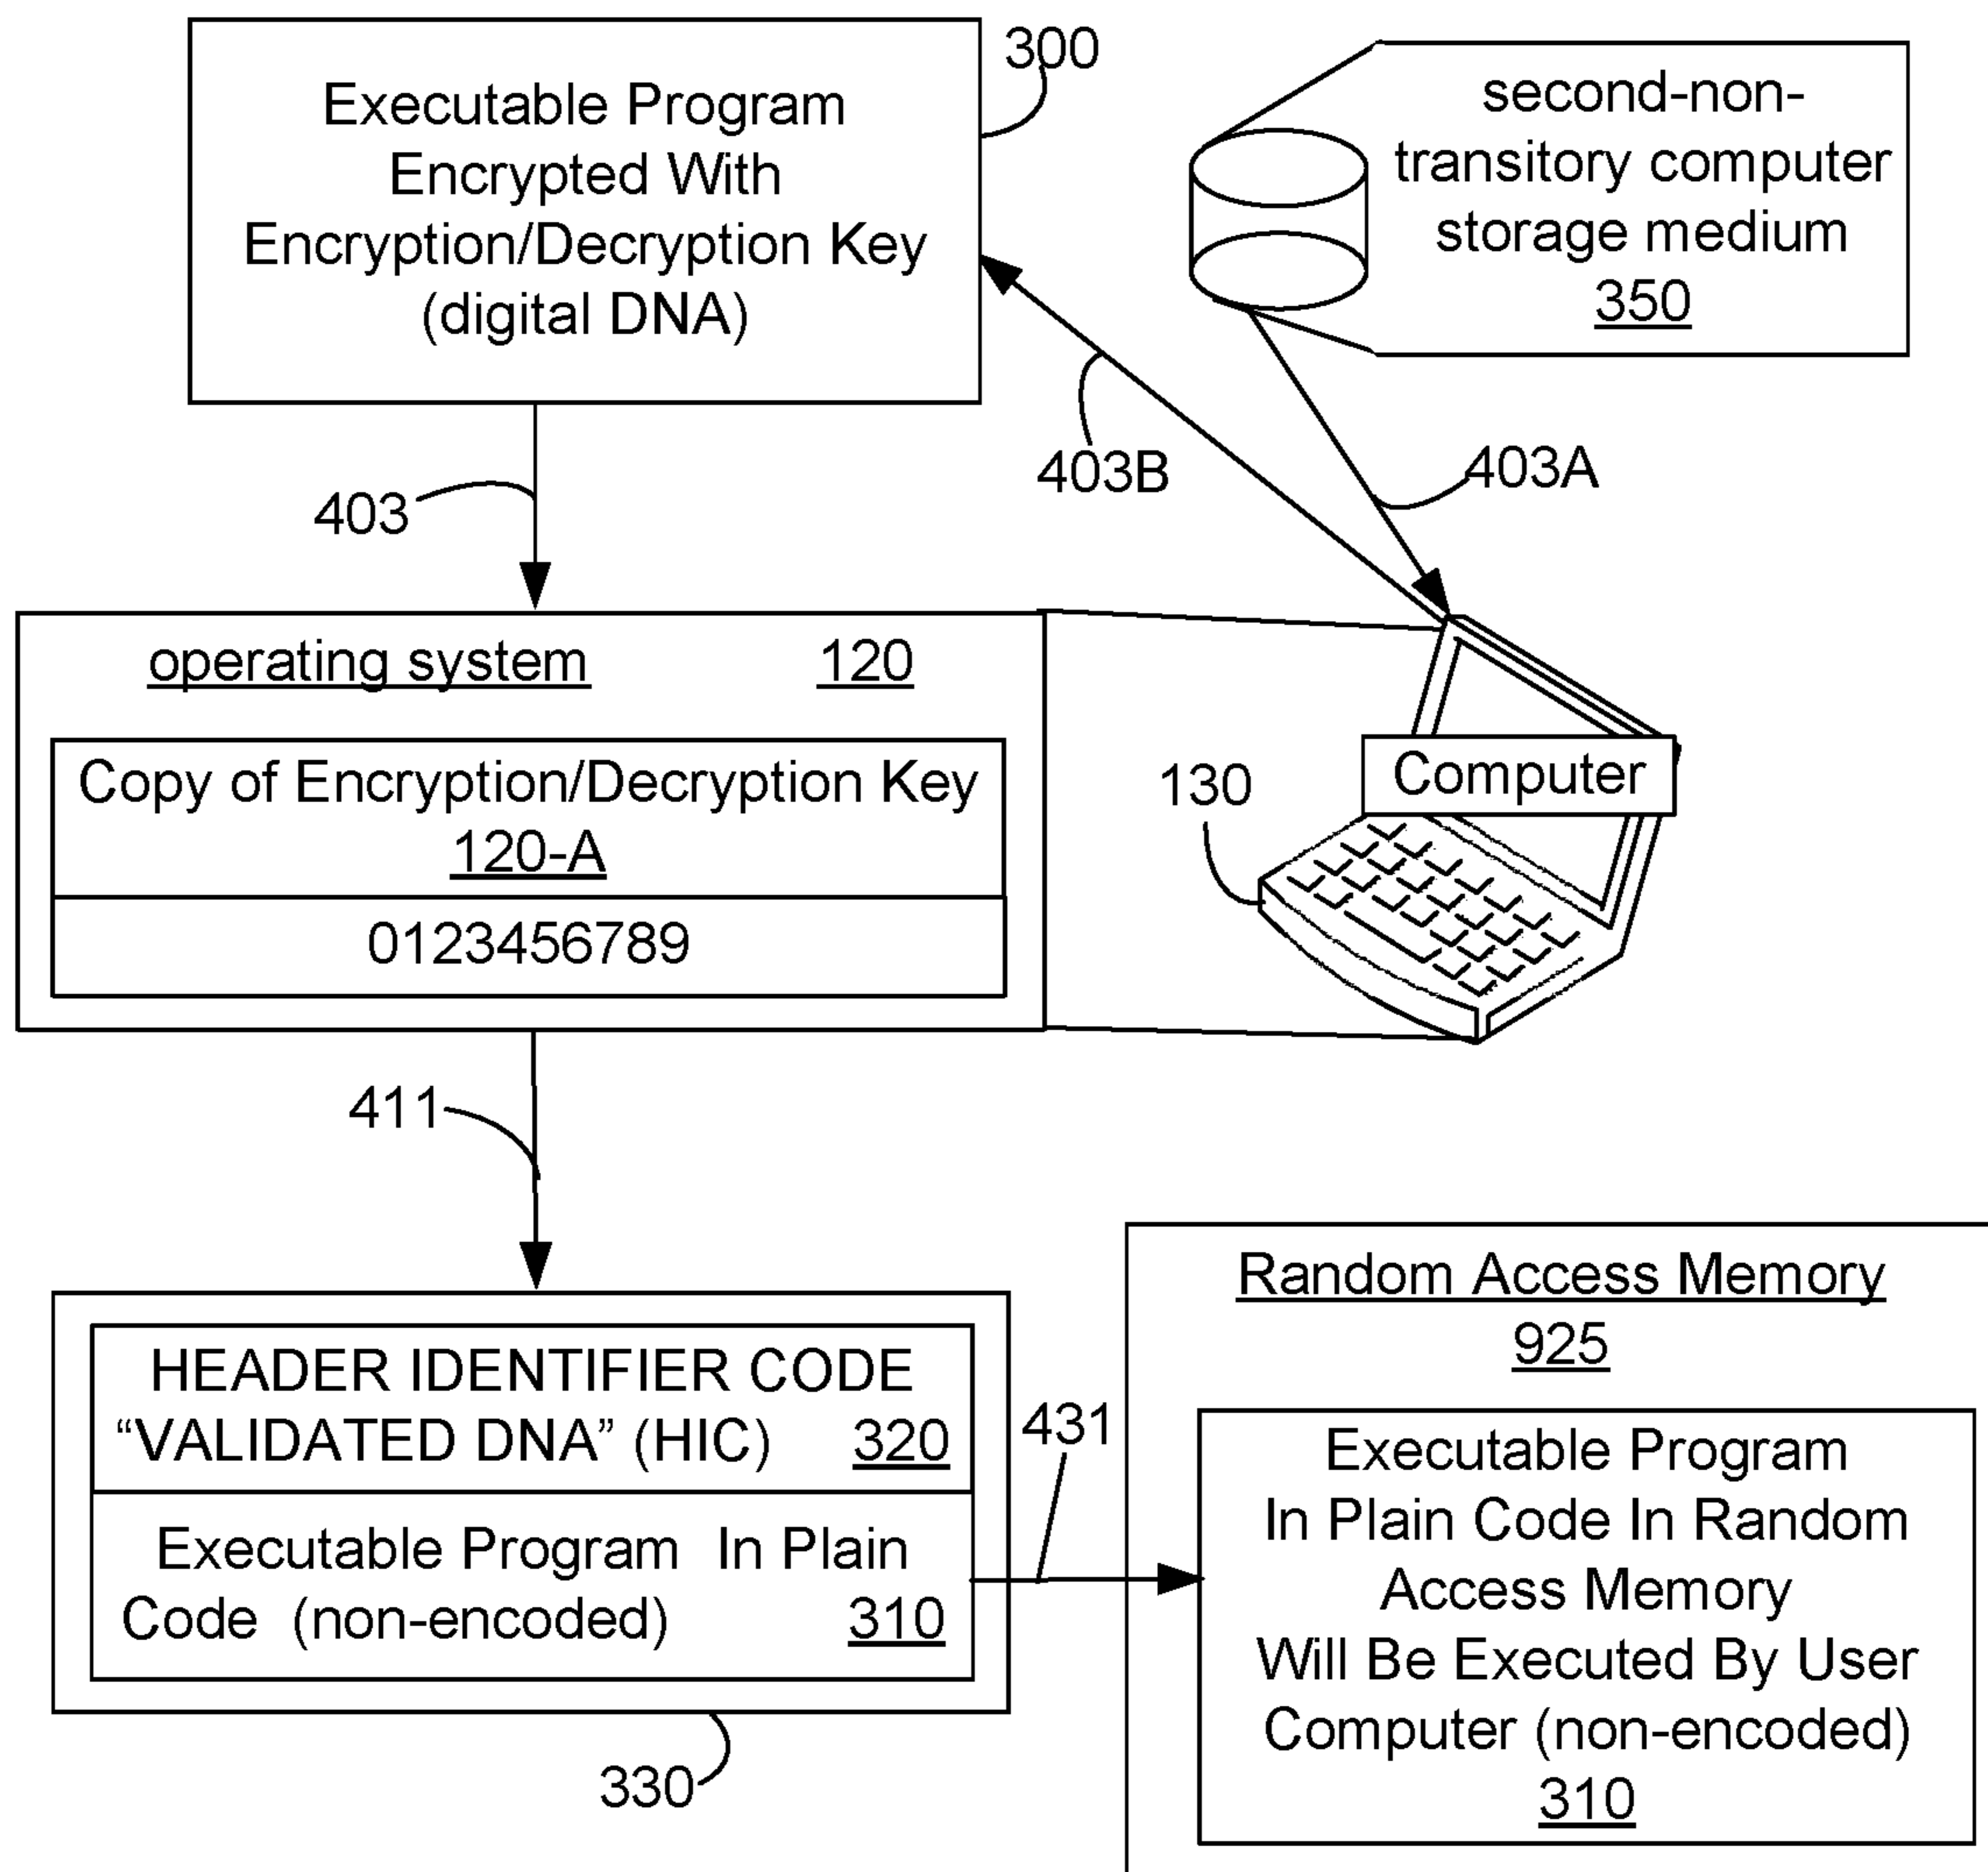 Executable Program
Encrypted With
Encryption/Decryption Key
(digital DNA)
300
second-non-
transitory computer
storage medium
350
403
403B
403A
operating system 120
Copy of Encryption/Decryption Key
120-A
0123456789
Computer
130
411
HEADER IDENTIFIER CODE
“VALIDATED DNA” (HIC) 320
Executable Program In Plain
Code (non-encoded) 310
330
431
Random Access Memory
925
Executable Program
In Plain Code In Random
Access Memory
Will Be Executed By User
Computer (non-encoded)
310